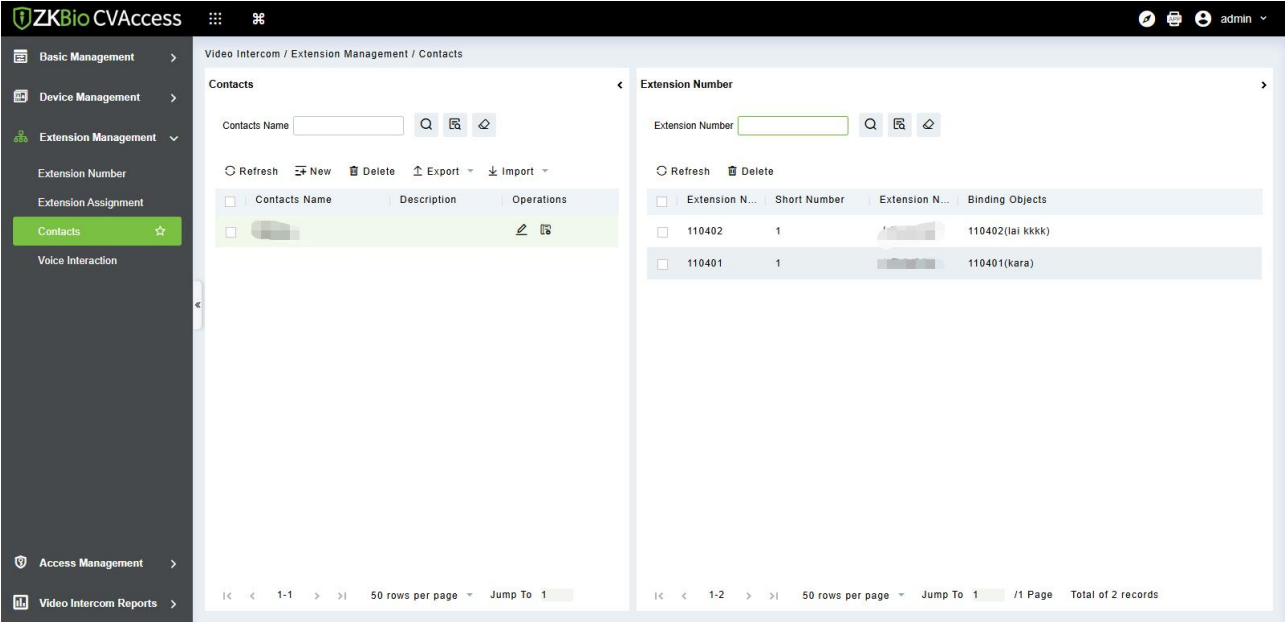 ZKBio CVAccess
admin
Basic Management
Device Management
Extension Management
Extension Number
Extension Assignment
Contacts
Voice Interaction
Access Management
Video Intercom Reports
Video Intercom / Extension Management / Contacts
Contacts
Contacts Name
Refresh New Delete Export Import
Contacts Name Description Operations
1-1 50 rows per page Jump To 1
Extension Number
Extension Number
Refresh Delete
Extension N... Short Number Extension N... Binding Objects
110402 1 110402(lai kkkk)
110401 1 110401(kara)
1-2 50 rows per page Jump To 1 /1 Page Total of 2 records